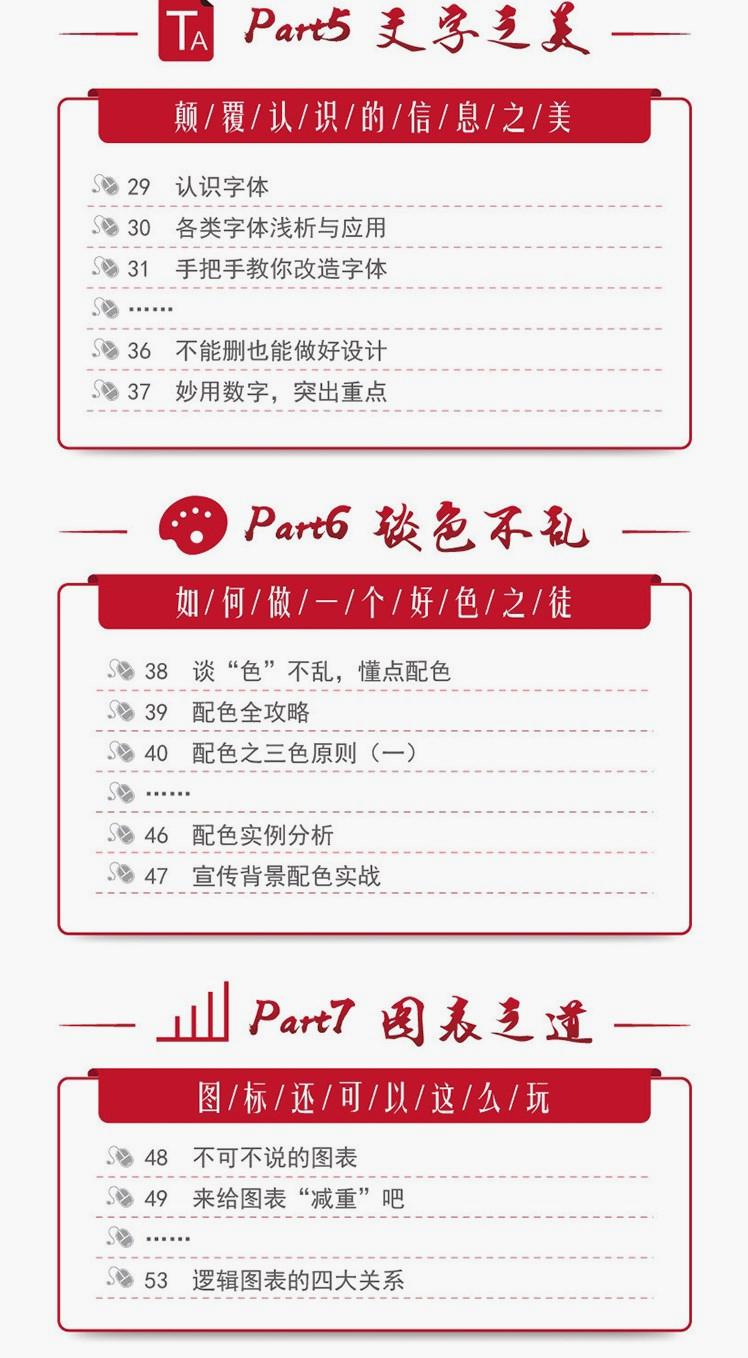 TA
Part5 文字之美
颠/覆/认/识/的/信/息/之/美
29 认识字体
30 各类字体浅析与应用
31 手把手教你改造字体
……
36 不能删也能做好设计
37 妙用数字，突出重点
Part6 谈色不乱
如/何/做/一/个/好/色/之/徒
38 谈“色”不乱，懂点配色
39 配色全攻略
40 配色之三色原则（一）
……
46 配色实例分析
47 宣传背景配色实战
Part7 图表之道
图/标/还/可/以/这/么/玩
48 不可不说的图表
49 来给图表“减重”吧
……
53 逻辑图表的四大关系